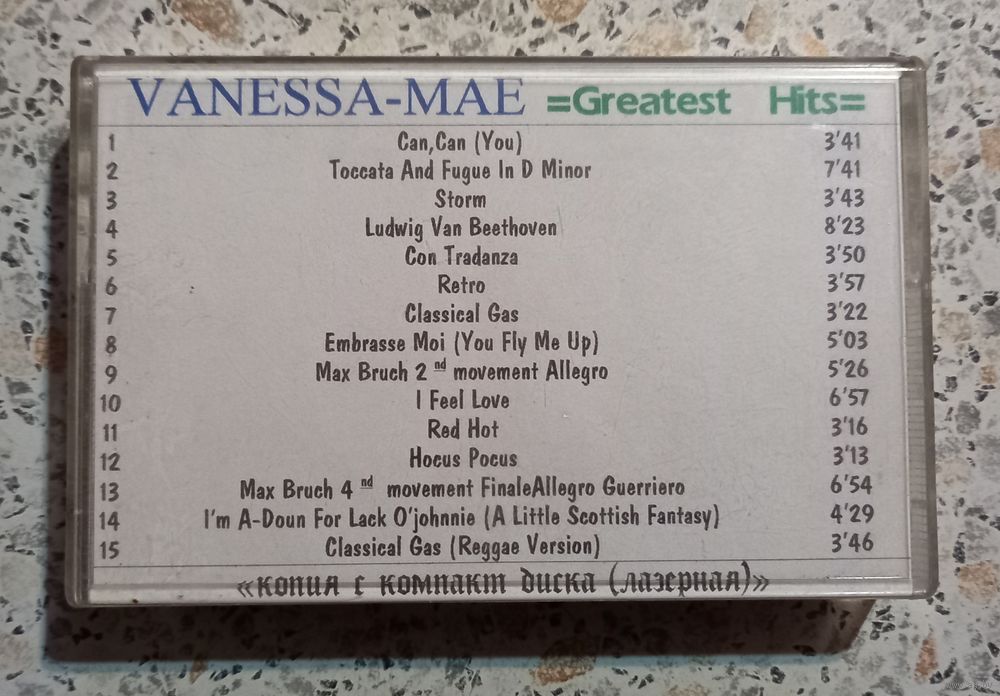 VANESSA-MAE =Greatest Hits=
1 Can,Can (You) 3'41
2 Toccata And Fugue In D Minor 7'41
3 Storm 3'43
4 Ludwig Van Beethoven 8'23
5 Con Tradanza 3'50
6 Retro 3'57
7 Classical Gas 3'22
8 Embrasse Moi (You Fly Me Up) 5'03
9 Max Bruch 2 nd movement Allegro 5'26
10 I Feel Love 6'57
11 Red Hot 3'16
12 Hocus Pocus 3'13
13 Max Bruch 4 nd movement FinaleAllegro Guerriero 6'54
14 I'm A-Doun For Lack O'johnnie (A Little Scottish Fantasy) 4'29
15 Classical Gas (Reggae Version) 3'46
«копия с компакт диска (лазерная)»